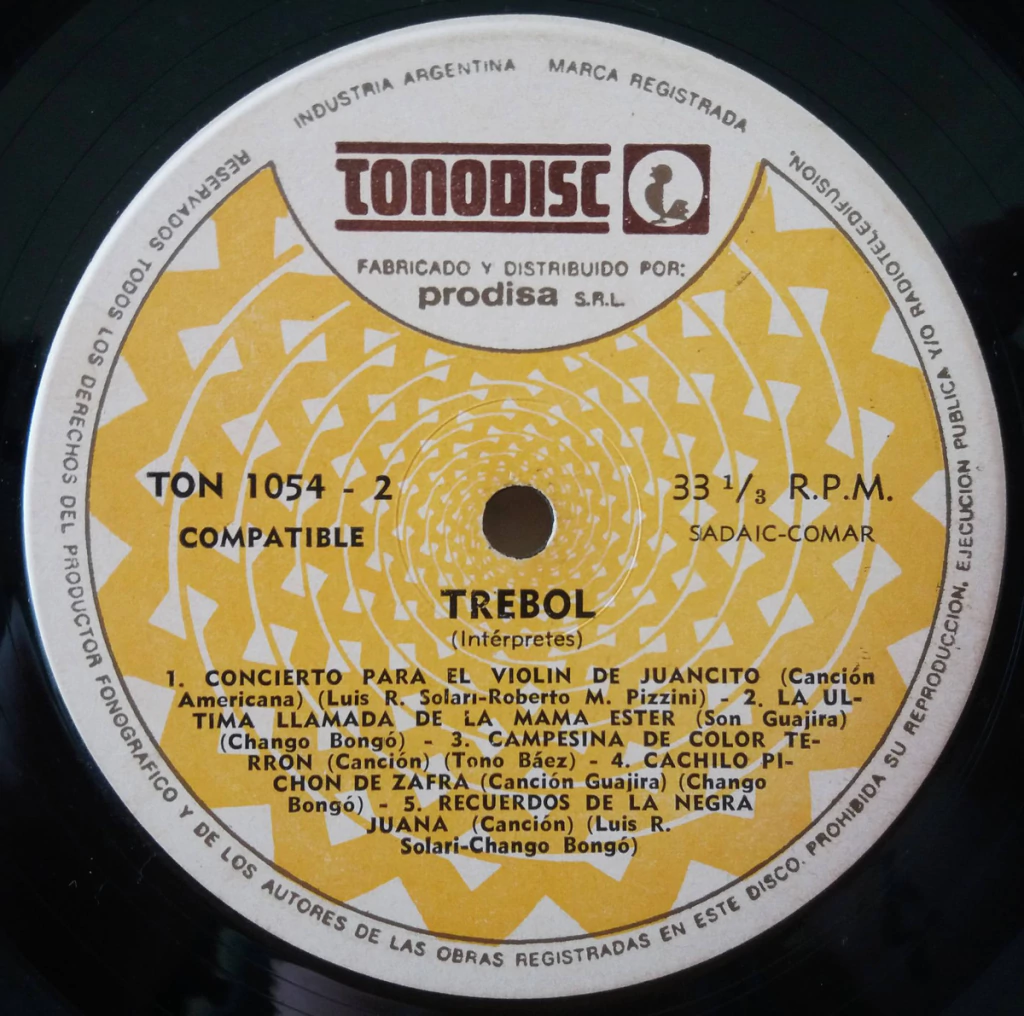 INDUSTRIA ARGENTINA MARCA REGISTRADA
TONODISC
FABRICADO Y DISTRIBUIDO POR:
prodisa S.R.L.
TON 1054 - 2
COMPATIBLE
33 1/3 R.P.M.
SADAIC-COMAR
TREBOL
(Intérpretes)
1. CONCIERTO PARA EL VIOLIN DE JUANCITO (Canción
Americana) (Luis R. Solari-Roberto M. Pizzini) - 2. LA UL-
TIMA LLAMADA DE LA MAMA ESTER (Son Guajira)
(Chango Bongó) - 3. CAMPESINA DE COLOR TE-
RRON (Canción) (Tono Báez) - 4. CACHILO PI-
CHON DE ZAFRA (Canción Guajira) (Chango
Bongó) - 5. RECUERDOS DE LA NEGRA
JUANA (Canción) (Luis R.
Solari-Chango Bongó)
RESERVADOS TODOS LOS DERECHOS DEL PRODUCTOR FONOGRAFICO Y DE LOS AUTORES DE LAS OBRAS REGISTRADAS EN ESTE DISCO. PROHIBIDA SU REPRODUCCION, EJECUCION PUBLICA Y/O RADIOTELEDIFUSION.